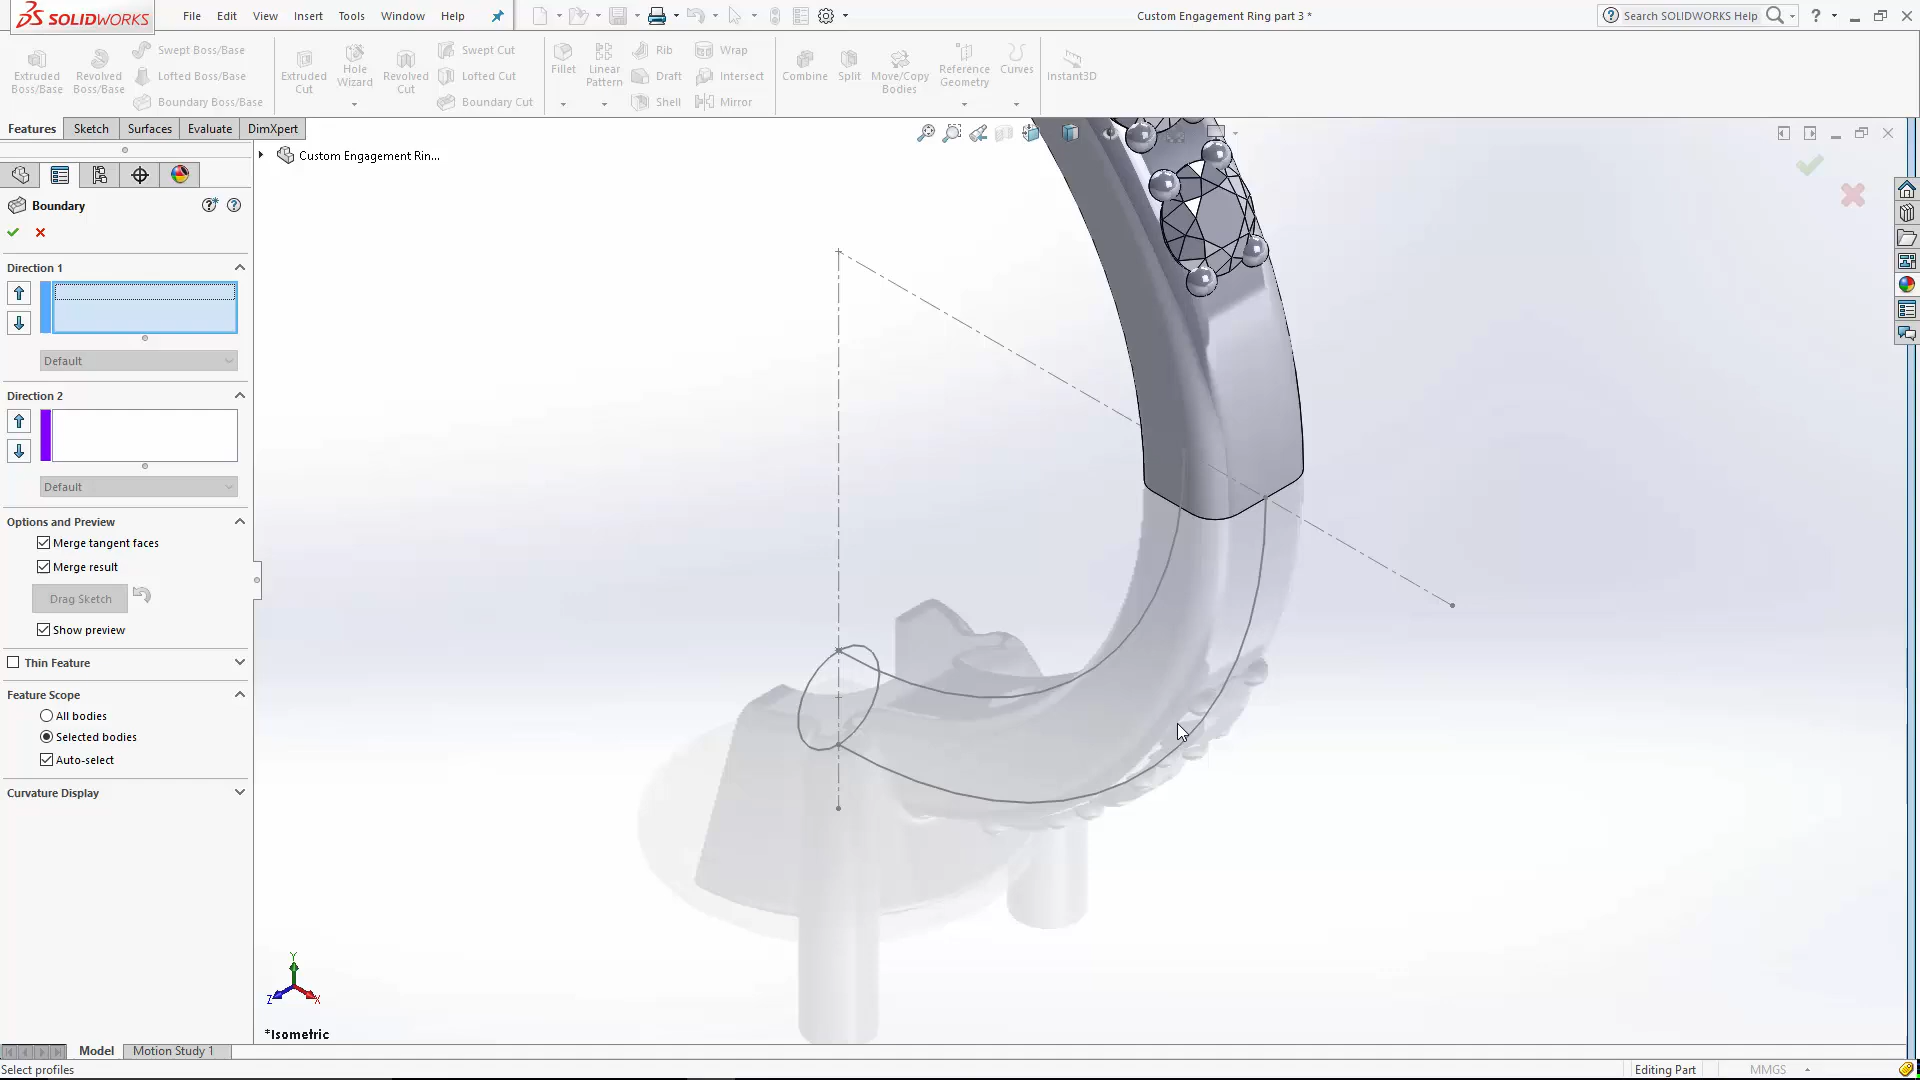 SOLIDWORKS
File Edit View Insert Tools Window Help
Custom Engagement Ring part 3 *
Search SOLIDWORKS Help
Extruded Boss/Base
Revolved Boss/Base
Swept Boss/Base
Lofted Boss/Base
Boundary Boss/Base
Extruded Cut
Hole Wizard
Revolved Cut
Swept Cut
Lofted Cut
Boundary Cut
Fillet
Linear Pattern
Rib
Draft
Shell
Wrap
Intersect
Mirror
Combine
Split
Move/Copy Bodies
Reference Geometry
Curves
Instant3D
Features Sketch Surfaces Evaluate DimXpert
Custom Engagement Rin...
Boundary
Direction 1
Default
Direction 2
Default
Options and Preview
Merge tangent faces
Merge result
Drag Sketch
Show preview
Thin Feature
Feature Scope
All bodies
Selected bodies
Auto-select
Curvature Display
Y
Z
X
*Isometric
Model Motion Study 1
Select profiles
Editing Part
MMGS